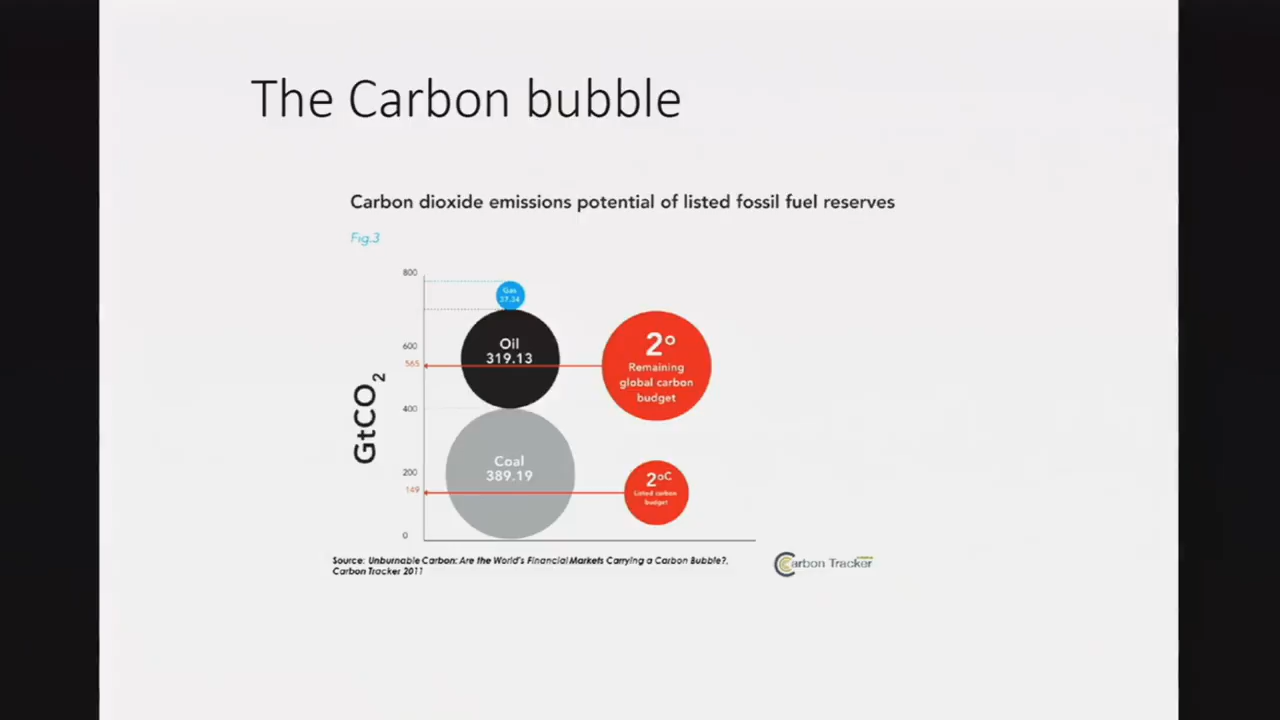 The Carbon bubble
Carbon dioxide emissions potential of listed fossil fuel reserves
Fig.3
800
Gas
37.34
Oil
319.13
2°
Remaining
global carbon
budget
600
565
GtCO2
400
Coal
389.19
200
149
2°C
Listed carbon
budget
0
Source: Unburnable Carbon: Are the World's Financial Markets Carrying a Carbon Bubble?,
Carbon Tracker 2011
Carbon Tracker